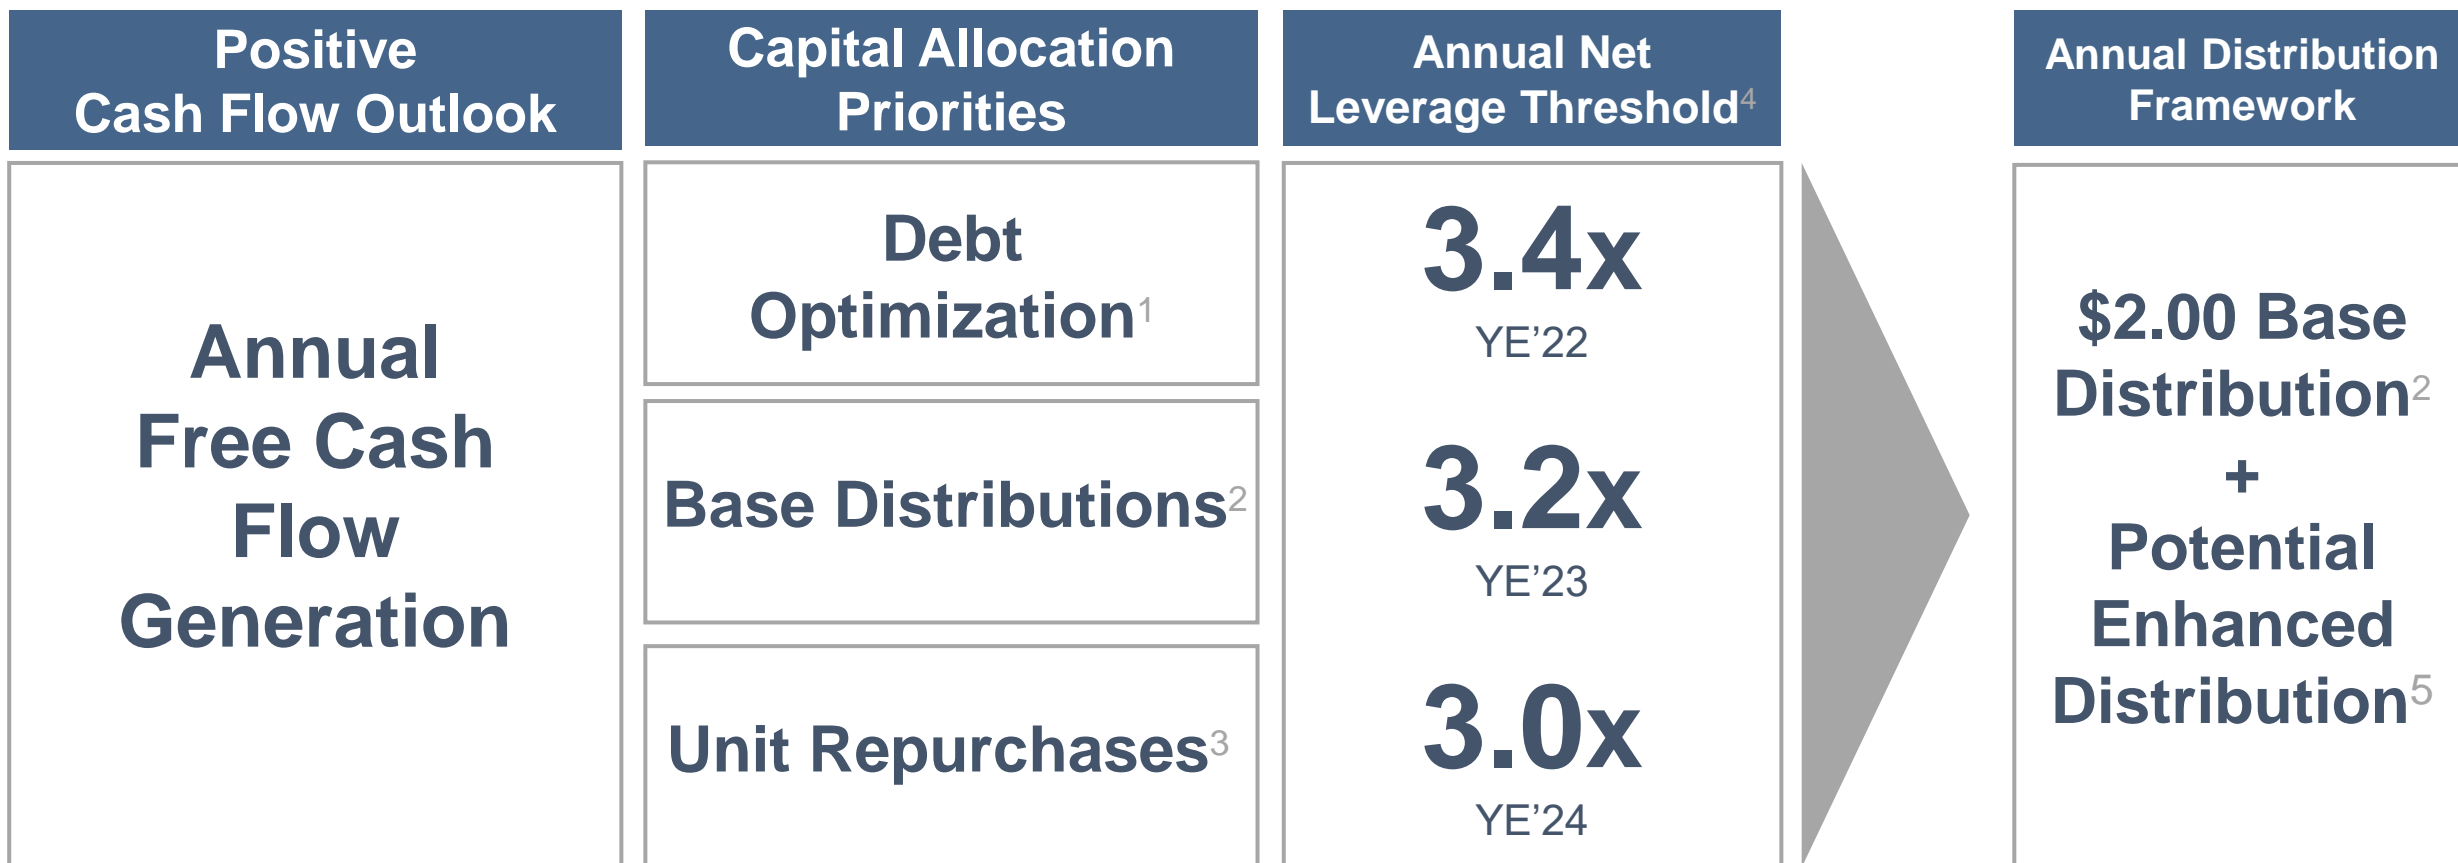 Positive
Cash Flow Outlook
Annual
Free Cash
Flow
Generation
Capital Allocation
Priorities
Debt
Optimization1
Base Distributions2
Unit Repurchases3
Annual Net
Leverage Threshold4
3.4x
YE’22
3.2x
YE’23
3.0x
YE’24
Annual Distribution
Framework
$2.00 Base
Distribution2
+
Potential
Enhanced
Distribution5